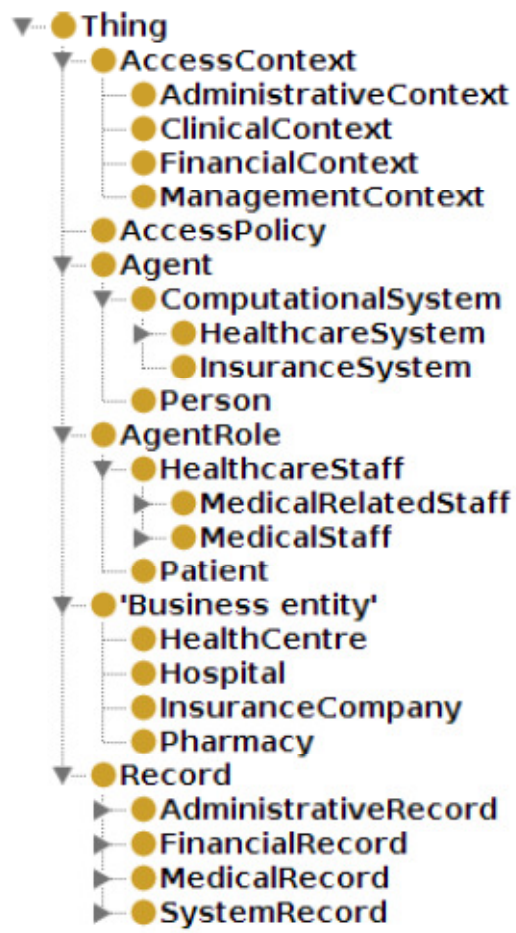 Thing
AccessContext
AdministrativeContext
ClinicalContext
FinancialContext
ManagementContext
AccessPolicy
Agent
ComputationalSystem
HealthcareSystem
InsuranceSystem
Person
AgentRole
HealthcareStaff
MedicalRelatedStaff
MedicalStaff
Patient
'Business entity'
HealthCentre
Hospital
InsuranceCompany
Pharmacy
Record
AdministrativeRecord
FinancialRecord
MedicalRecord
SystemRecord